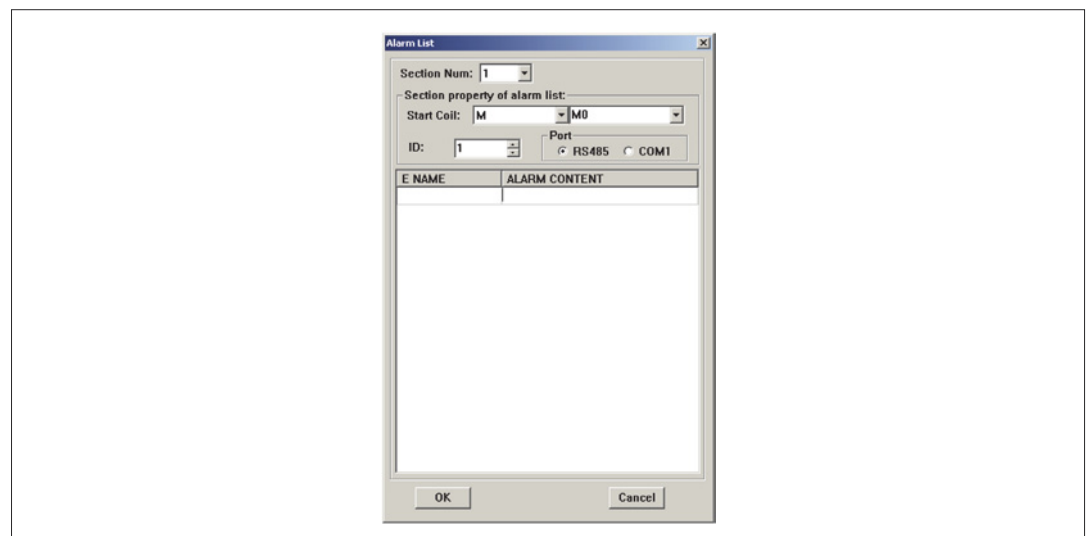 Alarm List
Section Num: 1
Section property of alarm list:
Start Coil: M M0
ID: 1
Port
RS485 COM1
E NAME ALARM CONTENT
OK Cancel